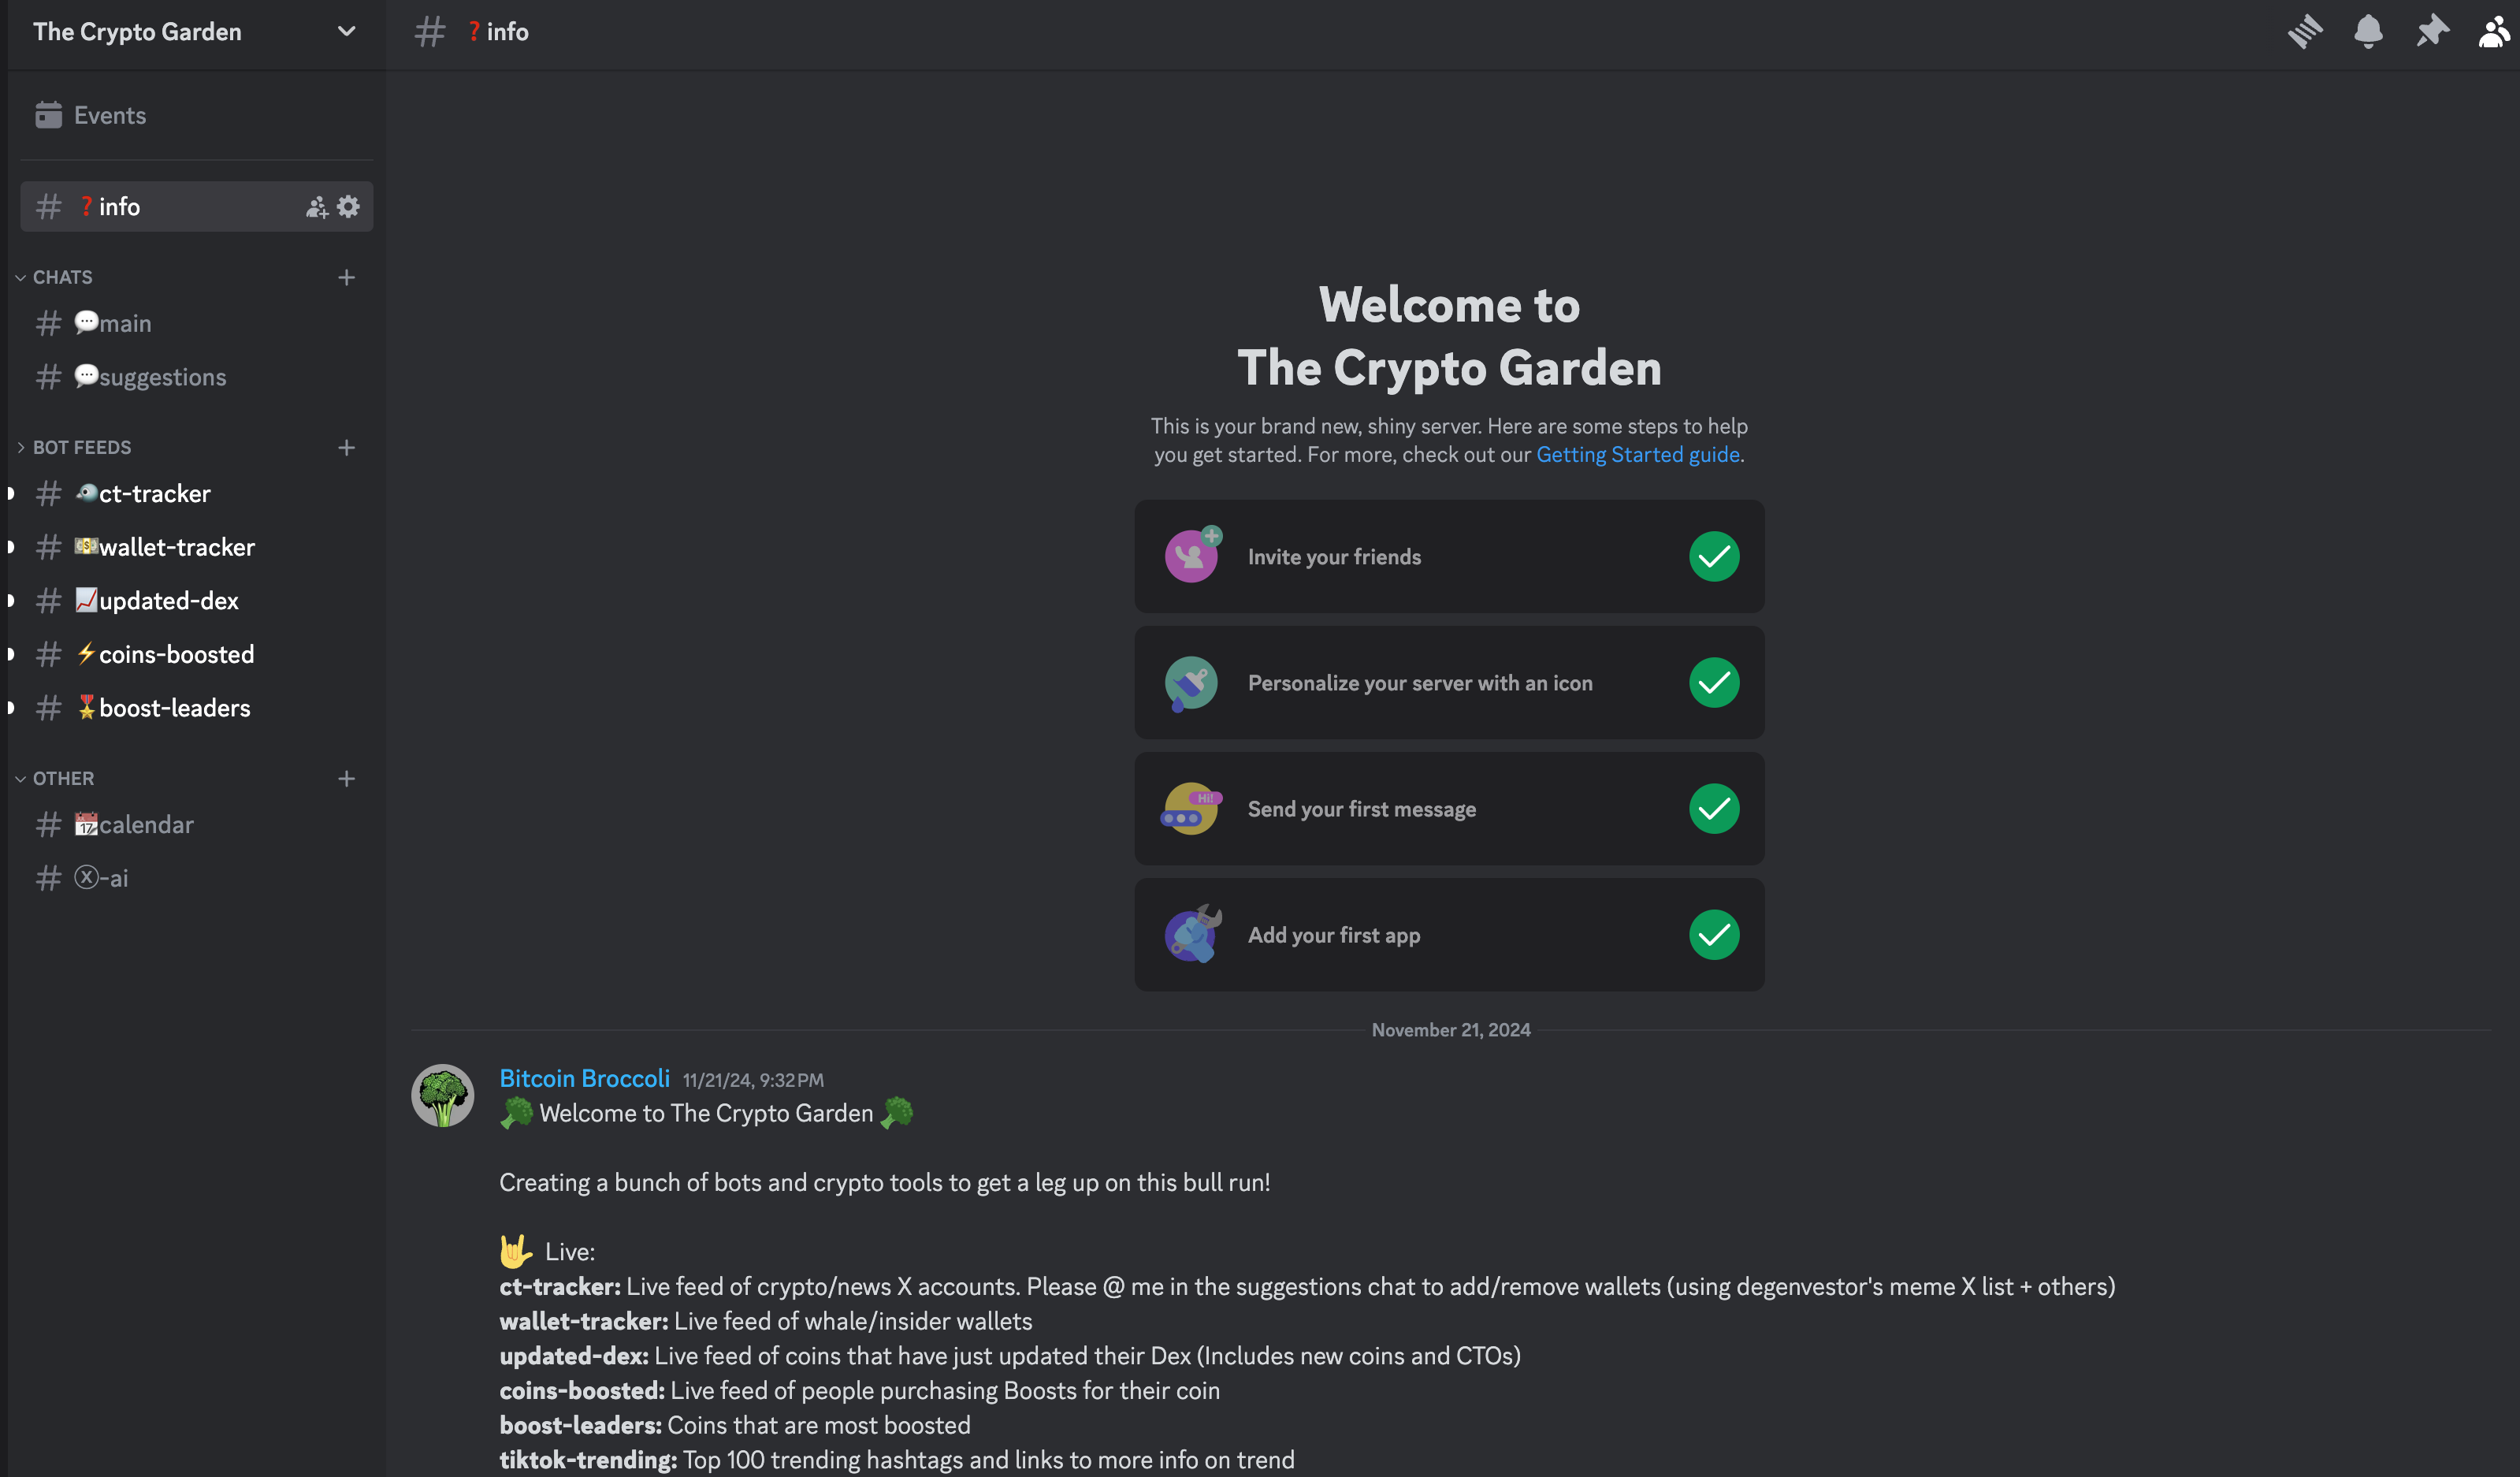 The Crypto Garden
Events
❓info
CHATS
💬main
💬suggestions
BOT FEEDS
🐦ct-tracker
💵wallet-tracker
📈updated-dex
⚡coins-boosted
🎖️boost-leaders
OTHER
📆calendar
ⓧ-ai
❓info
Welcome to
The Crypto Garden
This is your brand new, shiny server. Here are some steps to help
you get started. For more, check out our Getting Started guide.
Invite your friends
Personalize your server with an icon
Hi!
Send your first message
Add your first app
November 21, 2024
Bitcoin Broccoli 11/21/24, 9:32 PM
🥦 Welcome to The Crypto Garden 🥦
Creating a bunch of bots and crypto tools to get a leg up on this bull run!
🤟 Live:
ct-tracker: Live feed of crypto/news X accounts. Please @ me in the suggestions chat to add/remove wallets (using degenvestor's meme X list + others)
wallet-tracker: Live feed of whale/insider wallets
updated-dex: Live feed of coins that have just updated their Dex (Includes new coins and CTOs)
coins-boosted: Live feed of people purchasing Boosts for their coin
boost-leaders: Coins that are most boosted
tiktok-trending: Top 100 trending hashtags and links to more info on trend